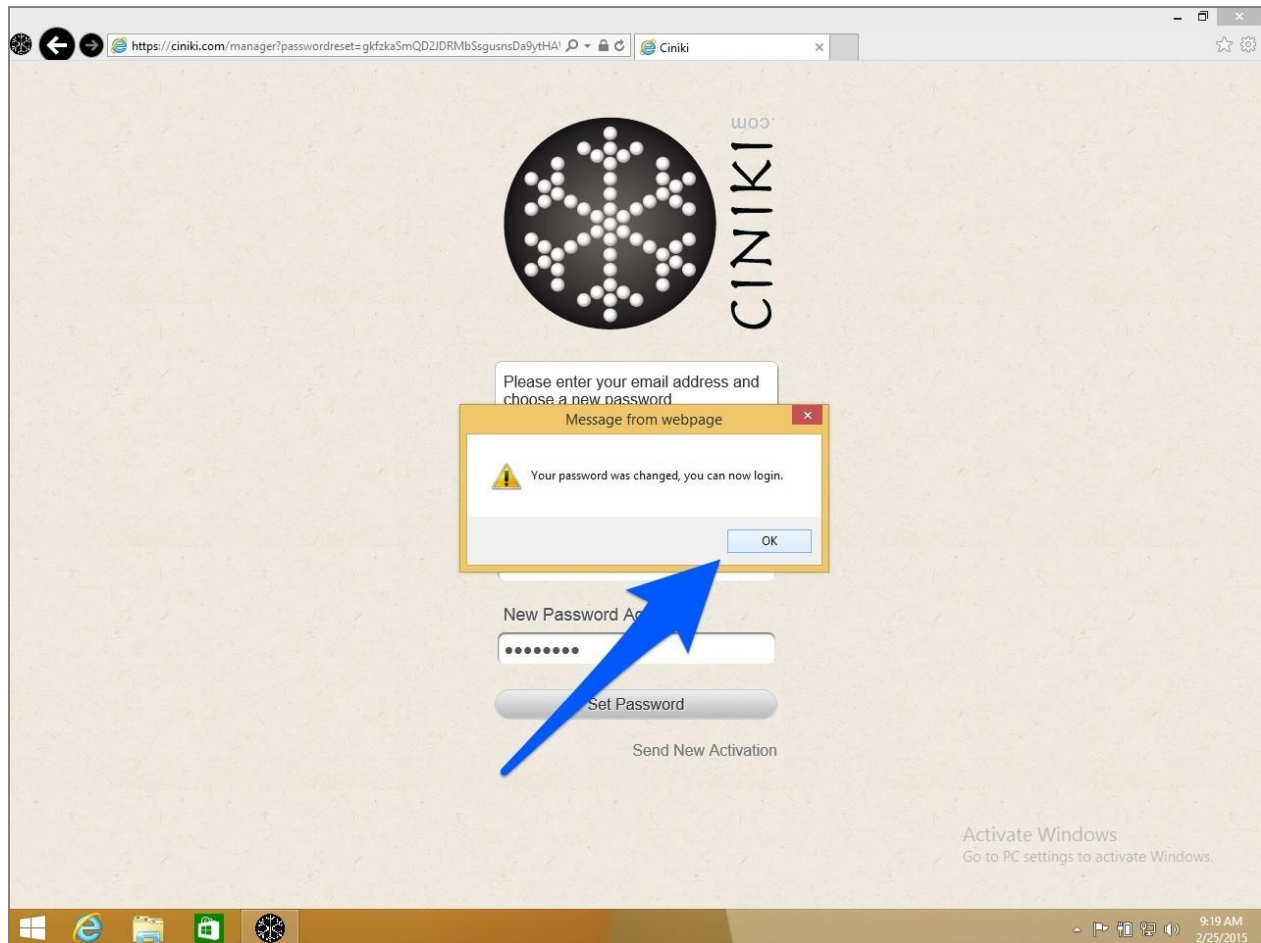 https://ciniki.com/manager?passwordreset=gkfzkaSmQD2JDRMbSsgusnsDa9ytHA
Ciniki
CINIKI
.com
Please enter your email address and
choose a new password
Message from webpage
Your password was changed, you can now login.
OK
New Password
Set Password
Send New Activation
Activate Windows
Go to PC settings to activate Windows.
9:19 AM
2/25/2015